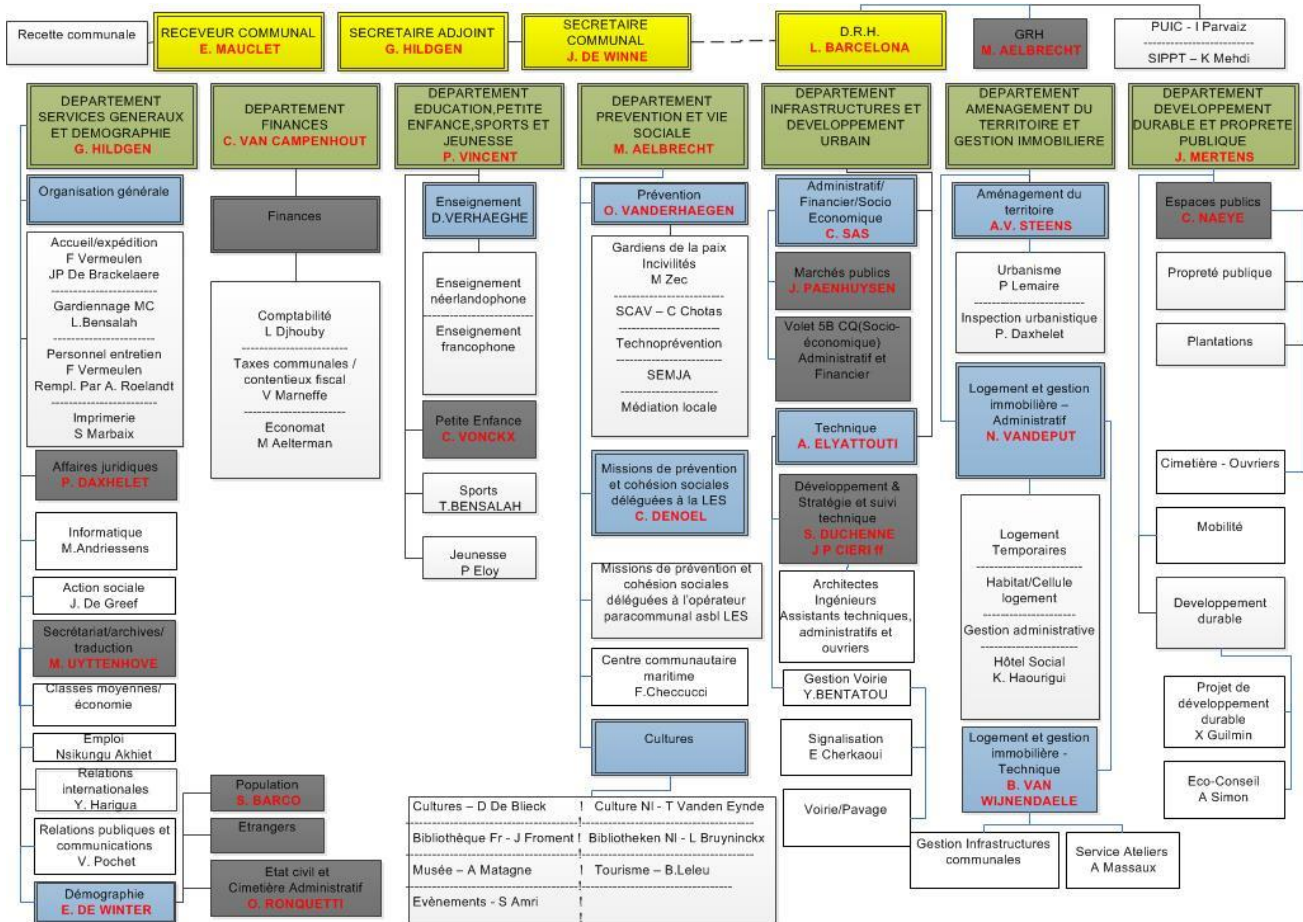 Recette communale
RECEVEUR COMMUNAL
E. MAUCLET
SECRETAIRE ADJOINT
G. HILDGEN
SECRETAIRE
COMMUNAL
J. DE WINNE
D.R.H.
L. BARCELONA
GRH
M. AELBRECHT
PUIC - I Parvaiz
SIPPT – K Mehdi
DEPARTEMENT
SERVICES GENERAUX
ET DEMOGRAPHIE
G. HILDGEN
Organisation générale
Accueil/expédition
F Vermeulen
JP De Brackelaere
Gardiennage MC
L.Bensalah
Personnel entretien
F Vermeulen
Rempl. Par A. Roelandt
Imprimerie
S Marbaix
Affaires juridiques
P. DAXHELET
Informatique
M.Andriessens
Action sociale
J. De Greef
Secrétariat/archives/
traduction
M. UYTTENHOVE
Classes moyennes/
économie
Emploi
Nsikungu Akhiet
Relations
internationales
Y. Harigua
Relations publiques et
communications
V. Pochet
Démographie
E. DE WINTER
Population
S. BARCO
Etrangers
Etat civil et
Cimetière Administratif
O. RONQUETTI
DEPARTEMENT
FINANCES
C. VAN CAMPENHOUT
Finances
Comptabilité
L Djhouby
Taxes communales /
contentieux fiscal
V Marneffe
Economat
M Aelterman
DEPARTEMENT
EDUCATION,PETITE
ENFANCE,SPORTS ET
JEUNESSE
P. VINCENT
Enseignement
D.VERHAEGHE
Enseignement
néerlandophone
Enseignement
francophone
Petite Enfance
C. VONCKX
Sports
T.BENSALAH
Jeunesse
P Eloy
DEPARTEMENT
PREVENTION ET VIE
SOCIALE
M. AELBRECHT
Prévention
O. VANDERHAEGEN
Gardiens de la paix
Incivilités
M Zec
SCAV – C Chotas
Technoprévention
SEMJA
Médiation locale
Missions de prévention
et cohésion sociales
déléguées à la LES
C. DENOEL
Missions de prévention et
cohésion sociales
déléguées à l'opérateur
paracommunal asbl LES
Centre communautaire
maritime
F.Checcucci
Cultures
Cultures – D De Blieck ! Culture Nl - T Vanden Eynde
Bibliothèque Fr - J Froment ! Bibliotheken Nl - L Bruyninckx
Musée – A Matagne ! Tourisme – B.Leleu
Evènements - S Amri !
DEPARTEMENT
INFRASTRUCTURES ET
DEVELOPPEMENT
URBAIN
Administratif/
Financier/Socio
Economique
C. SAS
Marchés publics
J. PAENHUYSEN
Volet 5B CQ(Socio-
économique)
Administratif et
Financier
Technique
A. ELYATTOUTI
Développement &
Stratégie et suivi
technique
S. DUCHENNE
J P CIERI ff
Architectes
Ingénieurs
Assistants techniques,
administratifs et
ouvriers
Gestion Voirie
Y.BENTATOU
Signalisation
E Cherkaoui
Voirie/Pavage
DEPARTEMENT
AMENAGEMENT DU
TERRITOIRE ET
GESTION IMMOBILIERE
Aménagement du
territoire
A.V. STEENS
Urbanisme
P Lemaire
Inspection urbanistique
P. Daxhelet
Logement et gestion
immobilière –
Administratif
N. VANDEPUT
Logement
Temporaires
Habitat/Cellule
logement
Gestion administrative
Hôtel Social
K. Haourigui
Logement et gestion
immobilière -
Technique
B. VAN
WIJNENDAELE
Gestion Infrastructures
communales
Service Ateliers
A Massaux
DEPARTEMENT
DEVELOPPEMENT
DURABLE ET PROPRETE
PUBLIQUE
J. MERTENS
Espaces publics
C. NAEYE
Propreté publique
Plantations
Cimetière - Ouvriers
Mobilité
Developpement
durable
Projet de
développement
durable
X Guilmin
Eco-Conseil
A Simon